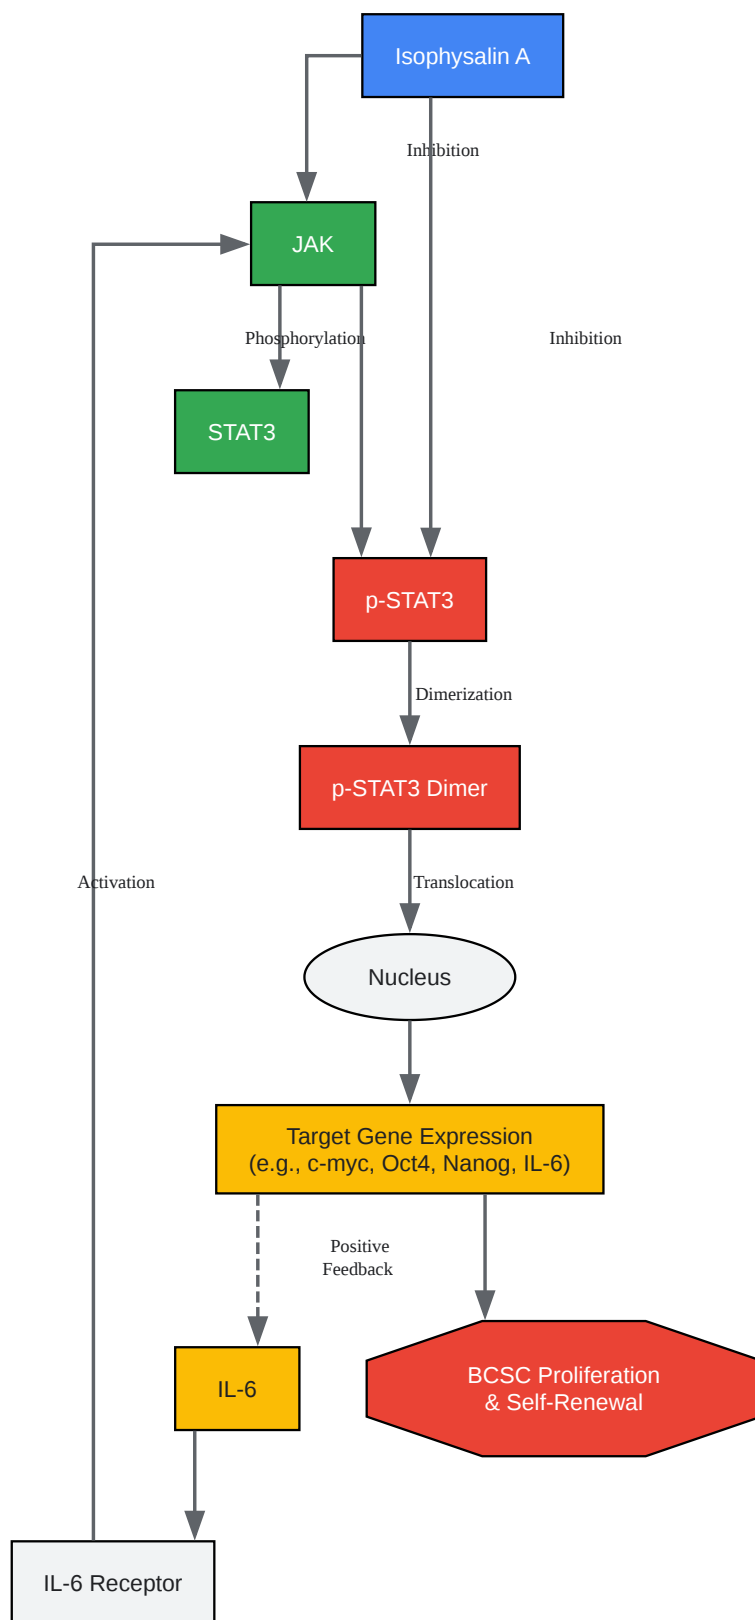 Isophysalin A
Inhibition
JAK
Phosphorylation
Inhibition
STAT3
p-STAT3
Dimerization
p-STAT3 Dimer
Activation
Translocation
Nucleus
Target Gene Expression
(e.g., c-myc, Oct4, Nanog, IL-6)
Positive
Feedback
IL-6
BCSC Proliferation
& Self-Renewal
IL-6 Receptor